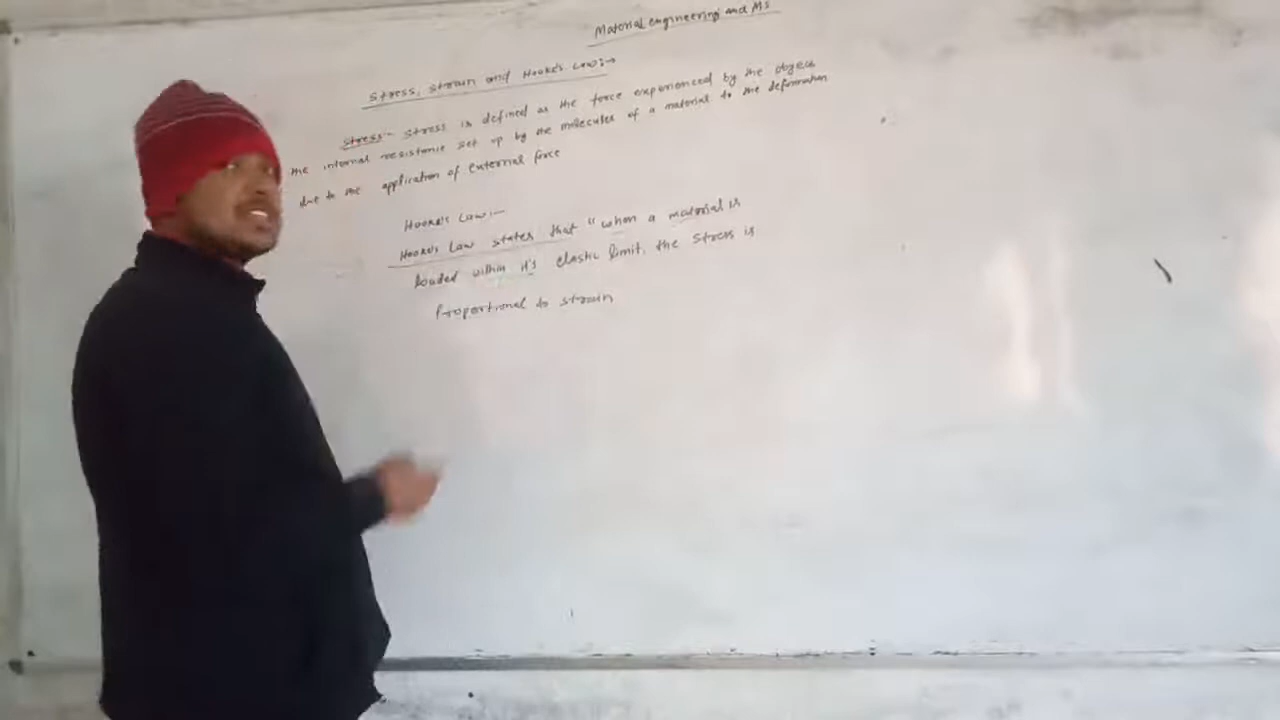 Material engineering and MS
Stress, Strain and Hooke's Law:→
Stress:- Stress is defined as the force experienced by the object
the internal resistance set up by the molecules of a material to the deformation
due to the application of external force
Hooke's Law:-
Hooke's Law states that "when a material is
loaded within it's elastic limit, the stress is
Proportional to strain